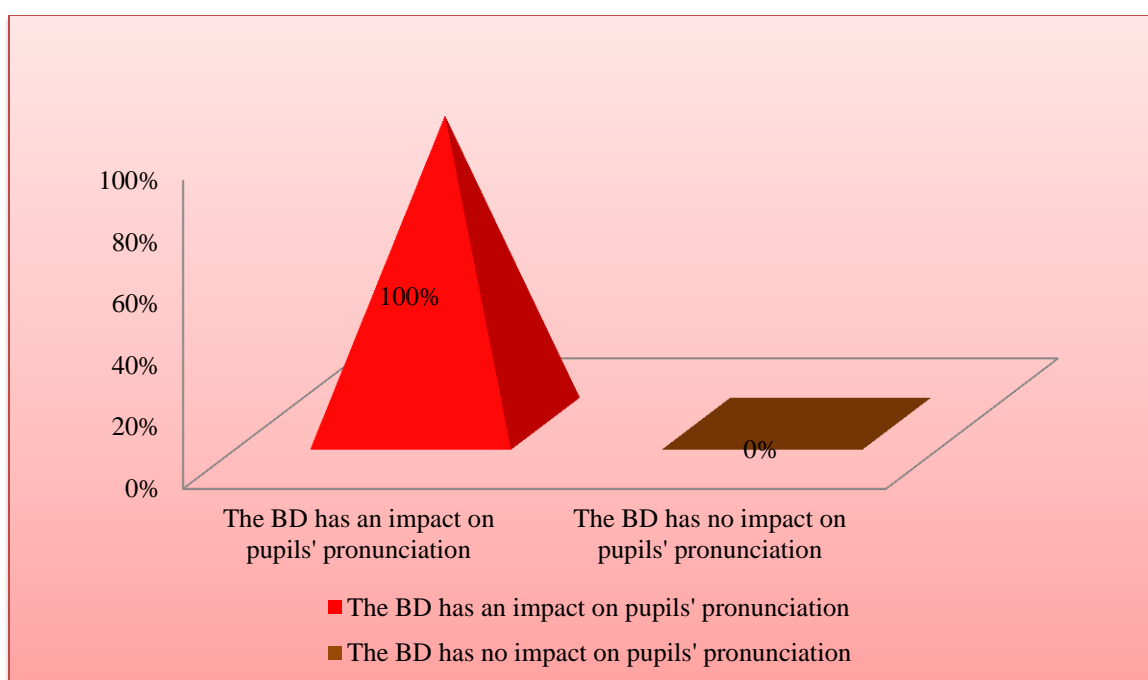 100%
80%
60%
40%
20%
0%
100%
0%
The BD has an impact on
pupils' pronunciation
The BD has no impact on
pupils' pronunciation
The BD has an impact on pupils' pronunciation
The BD has no impact on pupils' pronunciation